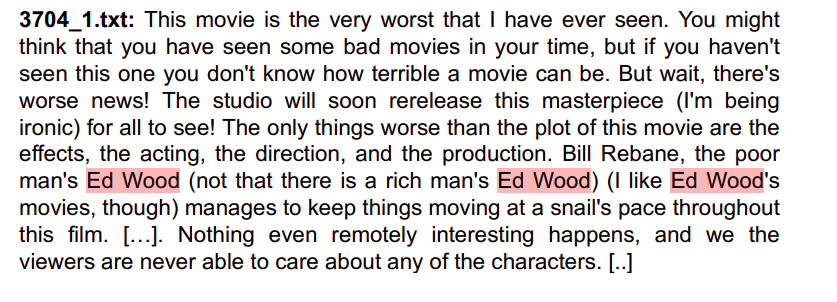 3704_1.txt: This movie is the very worst that I have ever seen. You might
think that you have seen some bad movies in your time, but if you haven't
seen this one you don't know how terrible a movie can be. But wait, there's
worse news! The studio will soon rerelease this masterpiece (I'm being
ironic) for all to see! The only things worse than the plot of this movie are the
effects, the acting, the direction, and the production. Bill Rebane, the poor
man's Ed Wood (not that there is a rich man's Ed Wood) (I like Ed Wood's
movies, though) manages to keep things moving at a snail's pace throughout
this film. [...]. Nothing even remotely interesting happens, and we the
viewers are never able to care about any of the characters. [..]